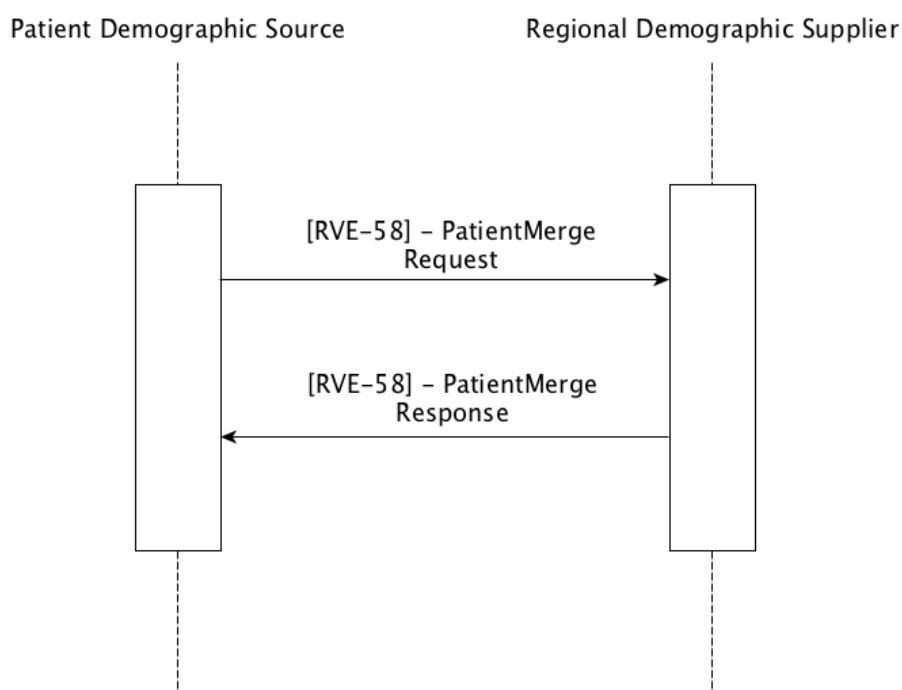 Patient Demographic Source
Regional Demographic Supplier
[RVE-58] - PatientMerge
Request
[RVE-58] - PatientMerge
Response